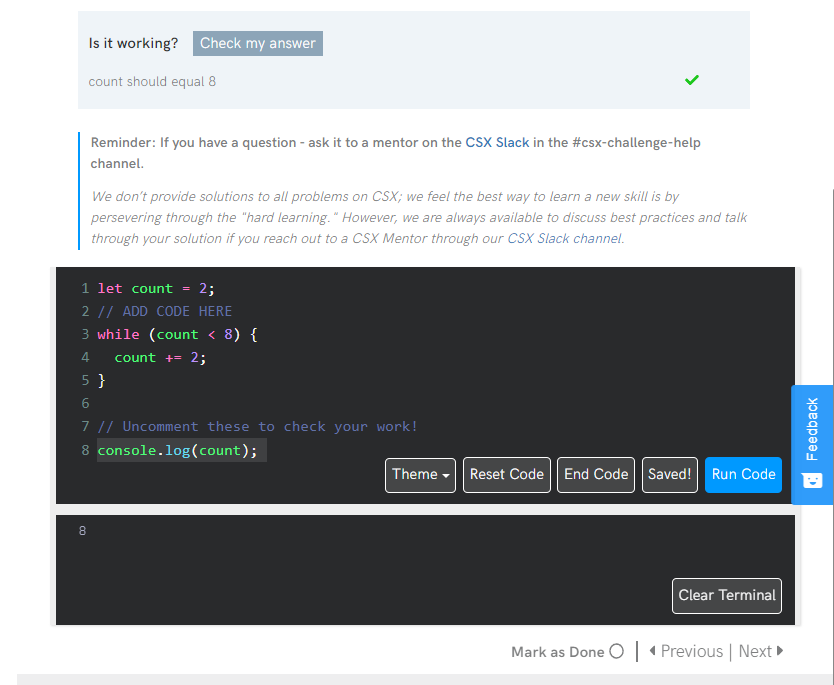 Is it working? Check my answer
count should equal 8
Reminder: If you have a question - ask it to a mentor on the CSX Slack in the #csx-challenge-help
channel.
We don't provide solutions to all problems on CSX; we feel the best way to learn a new skill is by
persevering through the "hard learning." However, we are always available to discuss best practices and talk
through your solution if you reach out to a CSX Mentor through our CSX Slack channel.
1 let count = 2;
2 // ADD CODE HERE
3 while (count < 8) {
4   count += 2;
5 }
6
7 // Uncomment these to check your work!
8 console.log(count);
Theme Reset Code End Code Saved! Run Code
Feedback
8
Clear Terminal
Mark as Done | Previous | Next